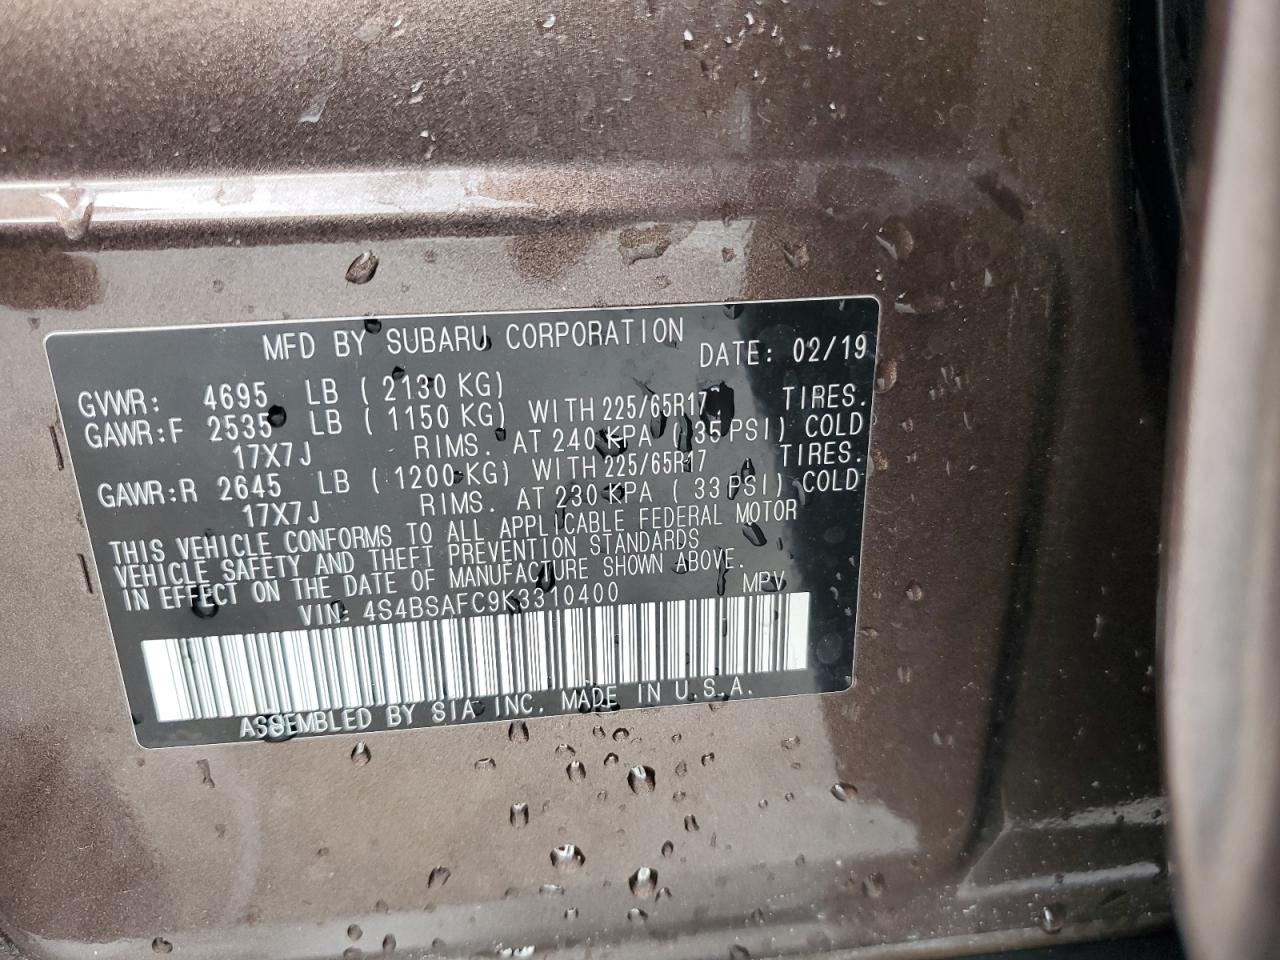 MFD BY SUBARU CORPORATION DATE: 02/19
GVWR: 4695 LB ( 2130 KG)
GAWR:F 2535 LB ( 1150 KG) WITH 225/65R17 TIRES.
17X7J RIMS. AT 240 KPA ( 35 PSI) COLD
GAWR:R 2645 LB ( 1200 KG) WITH 225/65R17 TIRES.
17X7J RIMS. AT 230 KPA ( 33 PSI) COLD
THIS VEHICLE CONFORMS TO ALL APPLICABLE FEDERAL MOTOR
VEHICLE SAFETY AND THEFT PREVENTION STANDARDS
IN EFFECT ON THE DATE OF MANUFACTURE SHOWN ABOVE.
VIN: 4S4BSAFC9K3310400 MPV
ASSEMBLED BY SIA INC. MADE IN U.S.A.